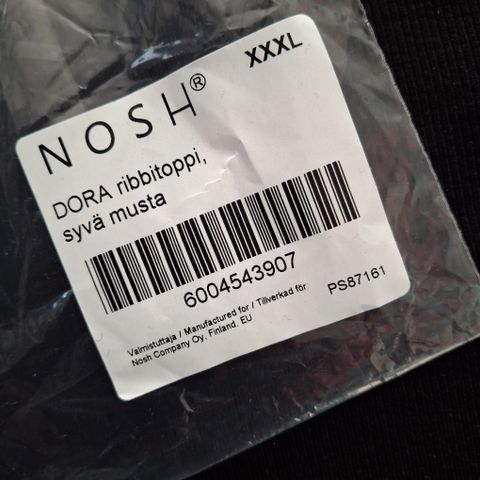 XXXL
NOSH®
DORA ribbitoppi,
syvä musta
6004543907
Valmistuttaja / Manufactured for / Tillverkad för
Nosh Company Oy, Finland, EU
PS87161